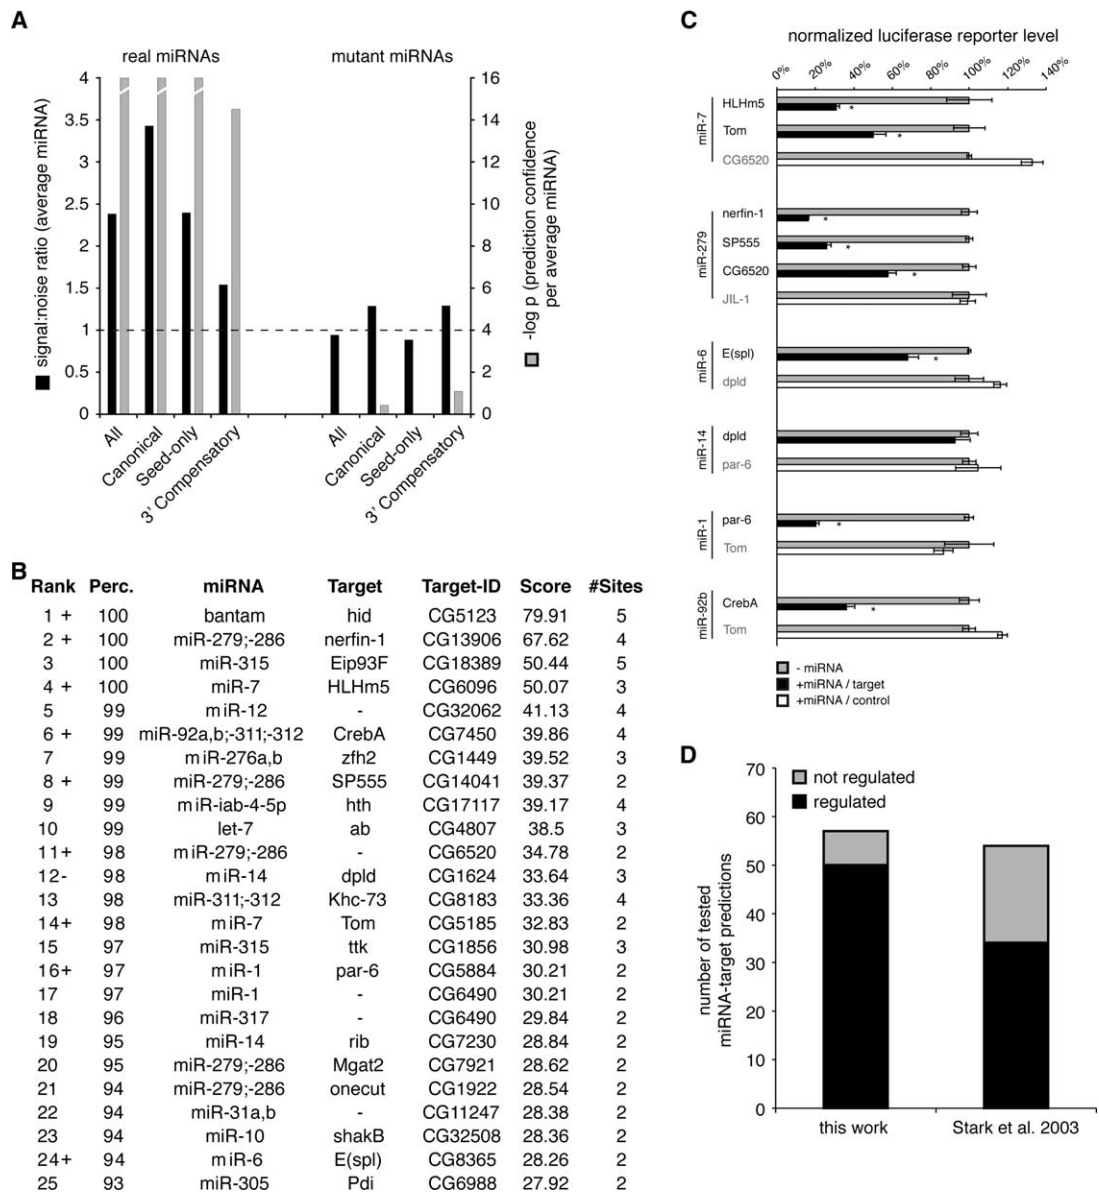 A
real miRNAs
mutant miRNAs
signal:noise ratio (average miRNA)
4
3.5
3
2.5
2
1.5
1
0.5
0
16
14
12
10
8
6
4
2
0
-log p (prediction confidence
per average miRNA)
All
Canonical
Seed-only
3' Compensatory
All
Canonical
Seed-only
3' Compensatory
B
Rank Perc. miRNA Target Target-ID Score #Sites
1 + 100 bantam hid CG5123 79.91 5
2 + 100 miR-279;-286 nerfin-1 CG13906 67.62 4
3 100 miR-315 Eip93F CG18389 50.44 5
4 + 100 miR-7 HLHm5 CG6096 50.07 3
5 99 miR-12 - CG32062 41.13 4
6 + 99 miR-92a,b;-311;-312 CrebA CG7450 39.86 4
7 99 miR-276a,b zfh2 CG1449 39.52 3
8 + 99 miR-279;-286 SP555 CG14041 39.37 2
9 99 miR-iab-4-5p hth CG17117 39.17 4
10 99 let-7 ab CG4807 38.5 3
11+ 98 miR-279;-286 - CG6520 34.78 2
12- 98 miR-14 dpld CG1624 33.64 3
13 98 miR-311;-312 Khc-73 CG8183 33.36 4
14+ 98 miR-7 Tom CG5185 32.83 2
15 97 miR-315 ttk CG1856 30.98 3
16+ 97 miR-1 par-6 CG5884 30.21 2
17 97 miR-1 - CG6490 30.21 2
18 96 miR-317 - CG6490 29.84 2
19 95 miR-14 rib CG7230 28.84 2
20 95 miR-279;-286 Mgat2 CG7921 28.62 2
21 94 miR-279;-286 onecut CG1922 28.54 2
22 94 miR-31a,b - CG11247 28.38 2
23 94 miR-10 shakB CG32508 28.36 2
24+ 94 miR-6 E(spl) CG8365 28.26 2
25 93 miR-305 Pdi CG6988 27.92 2
C
normalized luciferase reporter level
0% 20% 40% 60% 80% 100% 120% 140%
miR-7
HLHm5
*
Tom
*
CG6520
miR-279
nerfin-1
*
SP555
*
CG6520
*
JIL-1
miR-6
E(spl)
*
dpld
miR-14
dpld
par-6
miR-1
par-6
*
Tom
miR-92b
CrebA
*
Tom
- miRNA
+miRNA / target
+miRNA / control
D
number of tested
miRNA-target predictions
70
60
50
40
30
20
10
0
not regulated
regulated
this work
Stark et al. 2003